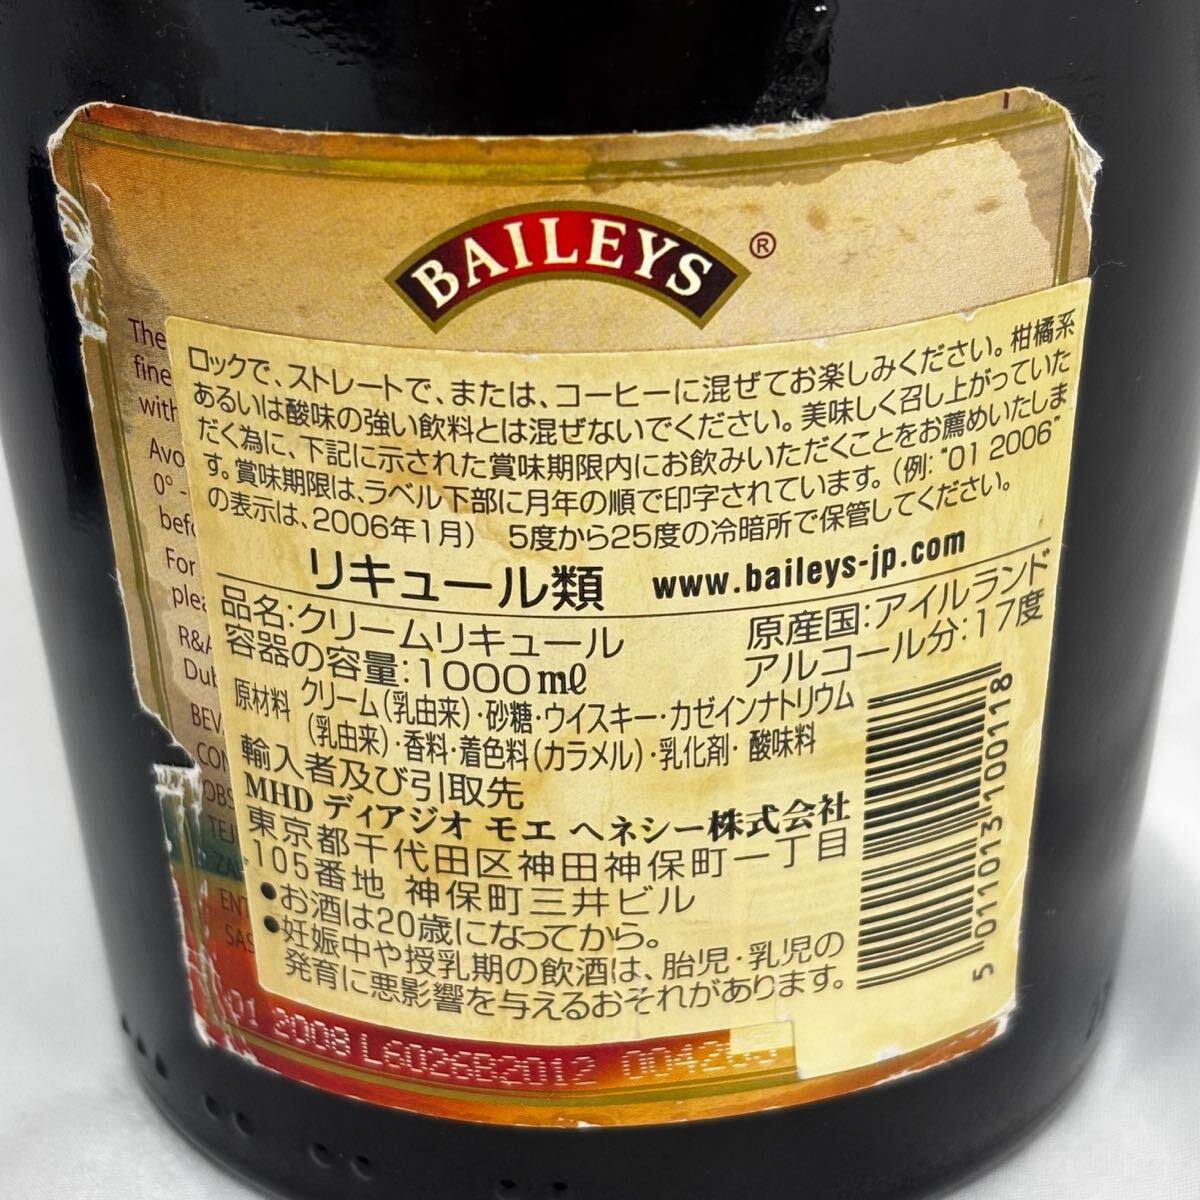 BAILEYS®
The
fine
with
Avo
0° -
befo
For
plea
R&A
Dub
BEV
CON
OBS
TEJ
ZAW
ENT
SAS
ロックで、ストレートで、または、コーヒーに混ぜてお楽しみください。柑橘系
あるいは酸味の強い飲料とは混ぜないでください。美味しく召し上がっていた
だく為に、下記に示された賞味期限内にお飲みいただくことをお薦めいたしま
す。賞味期限は、ラベル下部に月年の順で印字されています。(例: "01 2006"
の表示は、2006年1月) 5度から25度の冷暗所で保管してください。
リキュール類 www.baileys-jp.com
品名:クリームリキュール 原産国:アイルランド
容器の容量:1000㎖ アルコール分:17度
原材料 クリーム(乳由来)・砂糖・ウイスキー・カゼインナトリウム
(乳由来)・香料・着色料(カラメル)・乳化剤・酸味料
輸入者及び引取先
MHD ディアジオ モエ ヘネシー株式会社
東京都千代田区神田神保町一丁目
-105番地 神保町三井ビル
●お酒は20歳になってから。
●妊娠中や授乳期の飲酒は、胎児・乳児の
発育に悪影響を与えるおそれがあります。
5 011013 100118
01 2008 L6026B2012